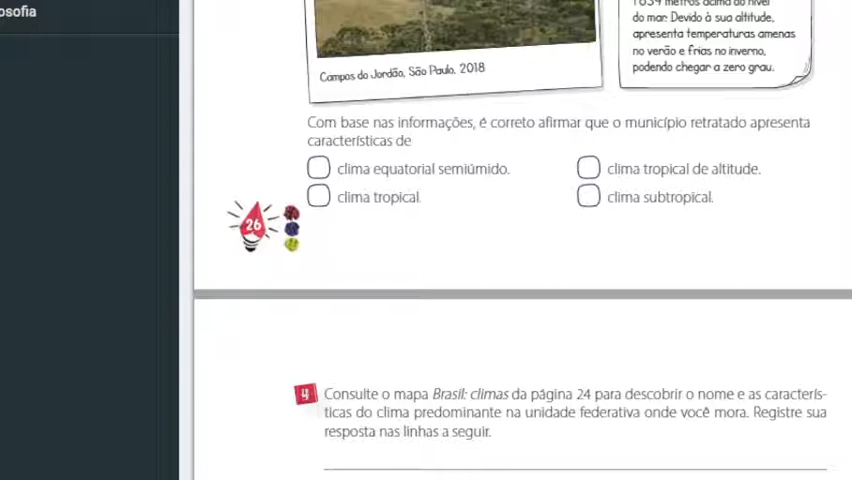 osofia
1 634 metros acima do nível
do mar. Devido à sua altitude,
apresenta temperaturas amenas
no verão e frias no inverno,
podendo chegar a zero grau.
Campos do Jordão, São Paulo, 2018
Com base nas informações, é correto afirmar que o município retratado apresenta
características de
clima equatorial semiúmido.
clima tropical de altitude.
clima tropical.
clima subtropical.
26
4
Consulte o mapa Brasil: climas da página 24 para descobrir o nome e as caracterís-
ticas do clima predominante na unidade federativa onde você mora. Registre sua
resposta nas linhas a seguir.